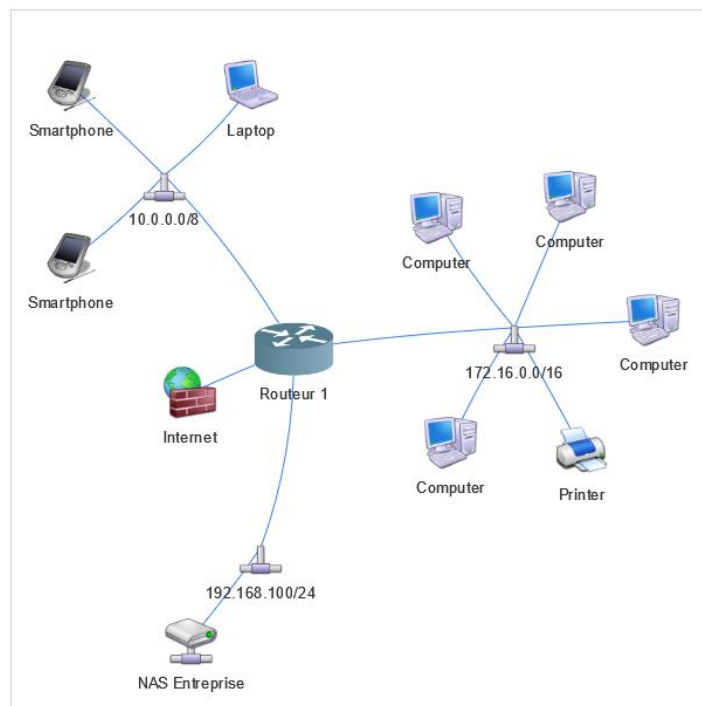 Smartphone
Laptop
10.0.0.0/8
Smartphone
Computer
Computer
Computer
172.16.0.0/16
Routeur 1
Internet
Computer
Printer
192.168.100/24
NAS Entreprise